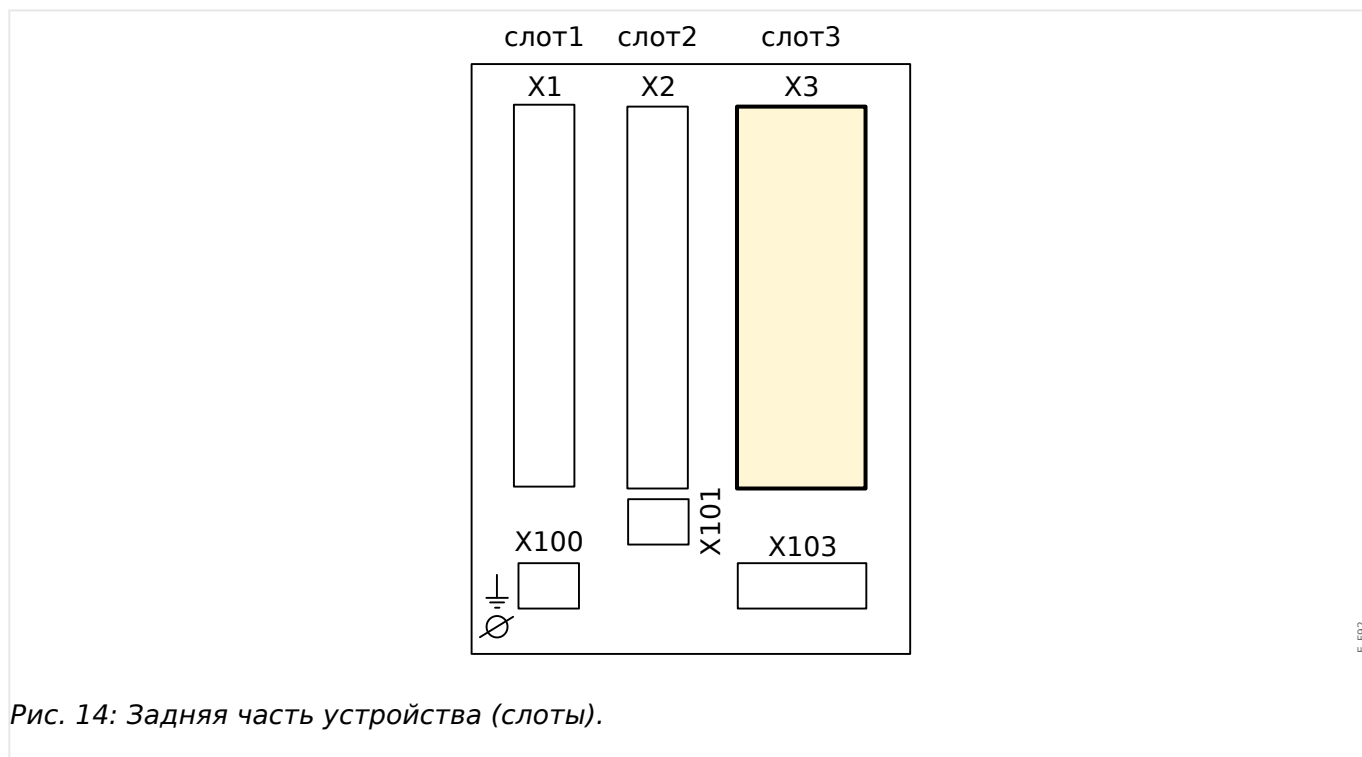 слот1 слот2 слот3
X1 X2 X3
X101
X100 X103
Рис. 14: Задняя часть устройства (слоты).